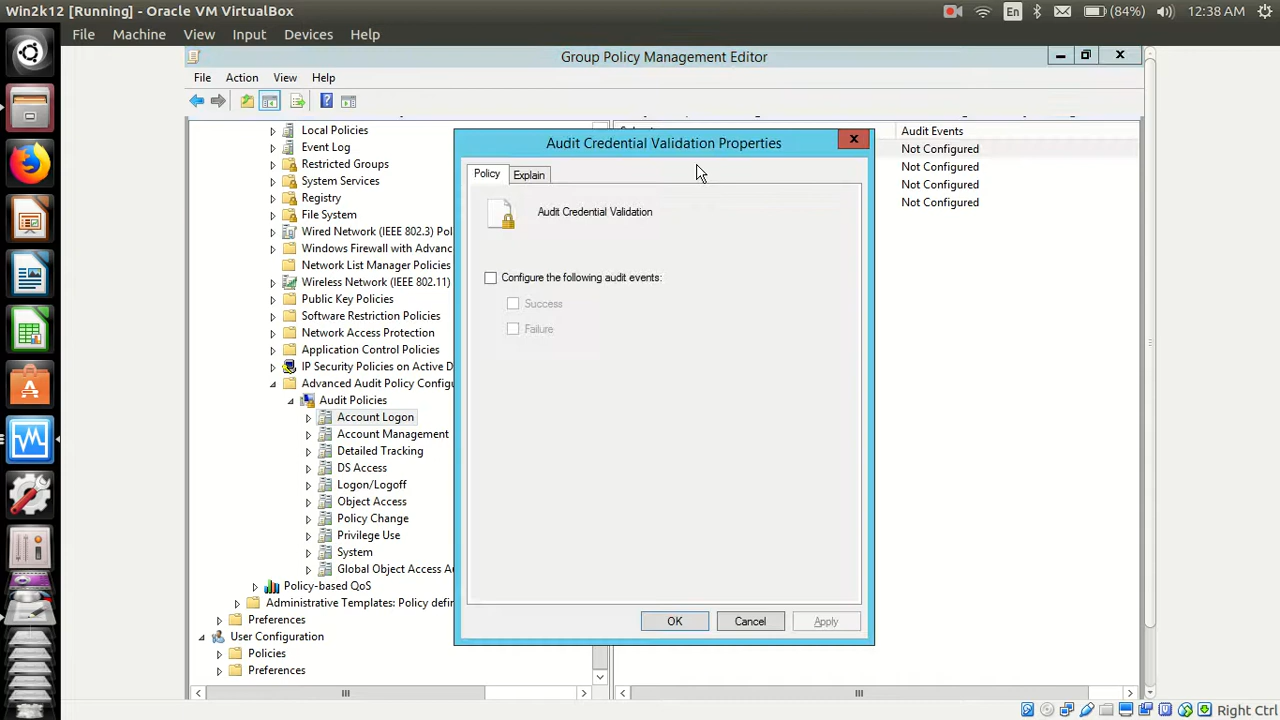 Win2k12 [Running] - Oracle VM VirtualBox
En
(84%)
12:38 AM
File Machine View Input Devices Help
Group Policy Management Editor
File Action View Help
Local Policies
Event Log
Restricted Groups
System Services
Registry
File System
Wired Network (IEEE 802.3) Pol
Windows Firewall with Advanc
Network List Manager Policies
Wireless Network (IEEE 802.11)
Public Key Policies
Software Restriction Policies
Network Access Protection
Application Control Policies
IP Security Policies on Active D
Advanced Audit Policy Configu
Audit Policies
Account Logon
Account Management
Detailed Tracking
DS Access
Logon/Logoff
Object Access
Policy Change
Privilege Use
System
Global Object Access A
Policy-based QoS
Administrative Templates: Policy defin
Preferences
User Configuration
Policies
Preferences
Audit Events
Not Configured
Not Configured
Not Configured
Not Configured
Audit Credential Validation Properties
Policy Explain
Audit Credential Validation
Configure the following audit events:
Success
Failure
OK Cancel Apply
Right Ctrl